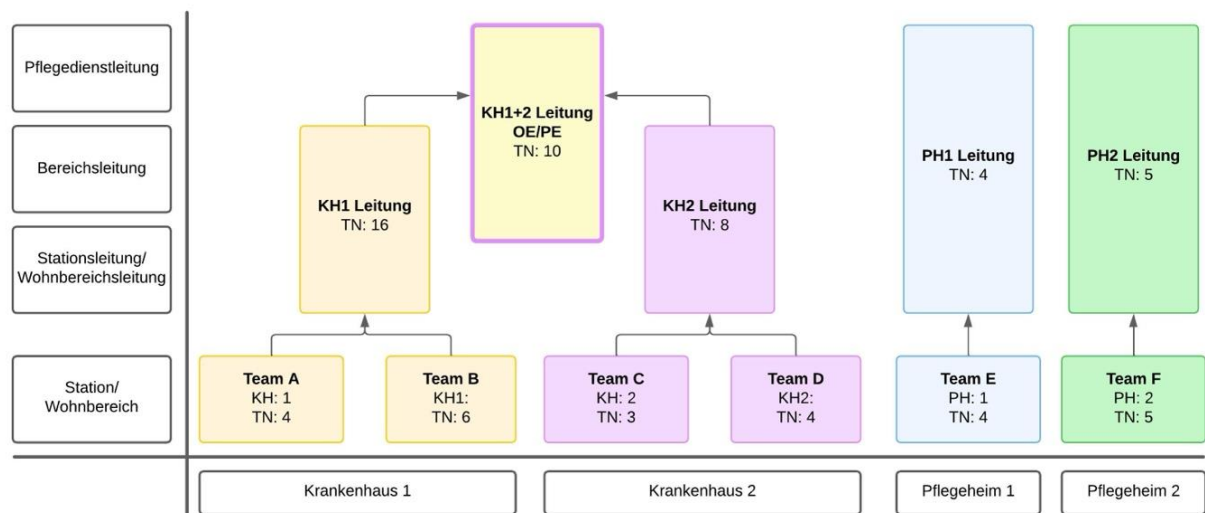 Pflegedienstleitung
Bereichsleitung
Stationsleitung/
Wohnbereichsleitung
Station/
Wohnbereich
KH1+2 Leitung
OE/PE
TN: 10
KH1 Leitung
TN: 16
KH2 Leitung
TN: 8
PH1 Leitung
TN: 4
PH2 Leitung
TN: 5
Team A
KH: 1
TN: 4
Team B
KH1:
TN: 6
Team C
KH: 2
TN: 3
Team D
KH2:
TN: 4
Team E
PH: 1
TN: 4
Team F
PH: 2
TN: 5
Krankenhaus 1
Krankenhaus 2
Pflegeheim 1
Pflegeheim 2